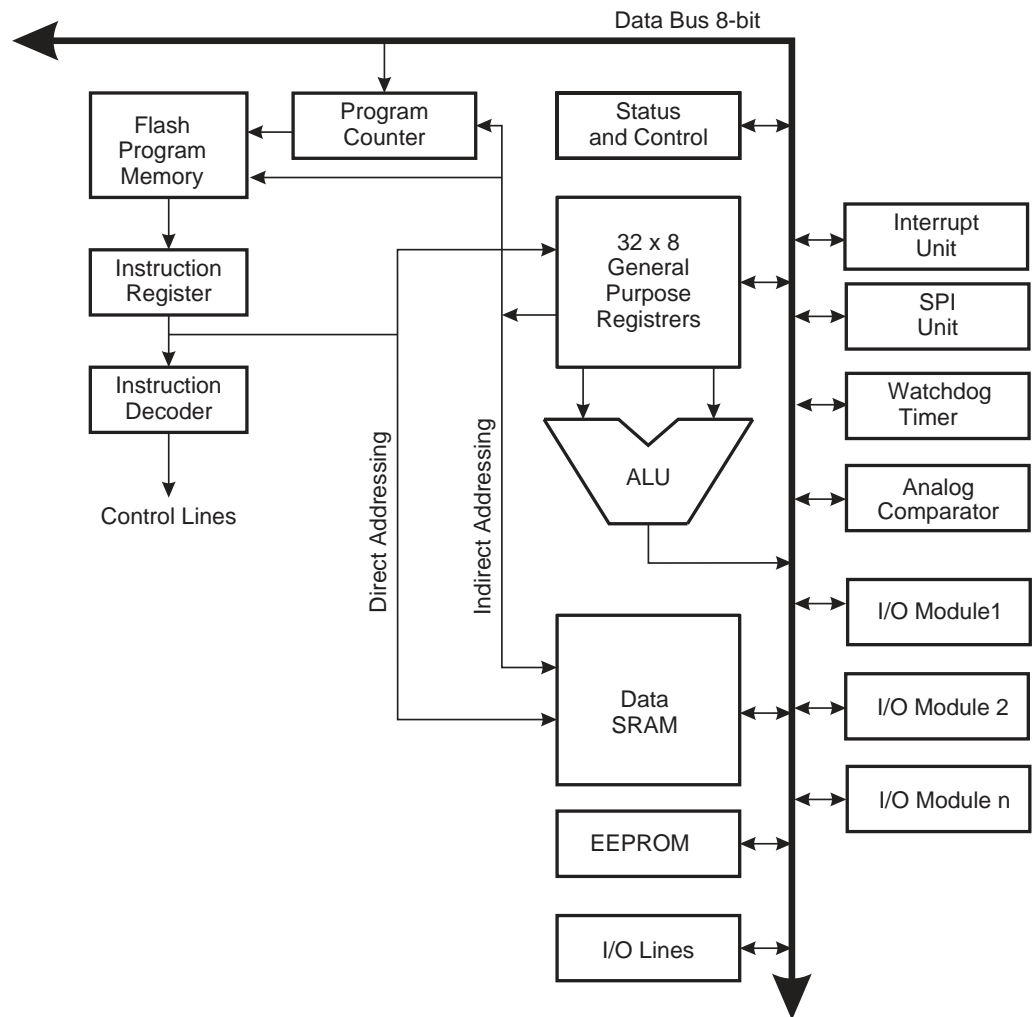 Data Bus 8-bit
Flash
Program
Memory
Program
Counter
Status
and Control
Interrupt
Unit
32 x 8
General
Purpose
Registrers
Instruction
Register
SPI
Unit
Instruction
Decoder
Watchdog
Timer
Direct Addressing
Indirect Addressing
ALU
Analog
Comparator
Control Lines
I/O Module1
Data
SRAM
I/O Module 2
I/O Module n
EEPROM
I/O Lines